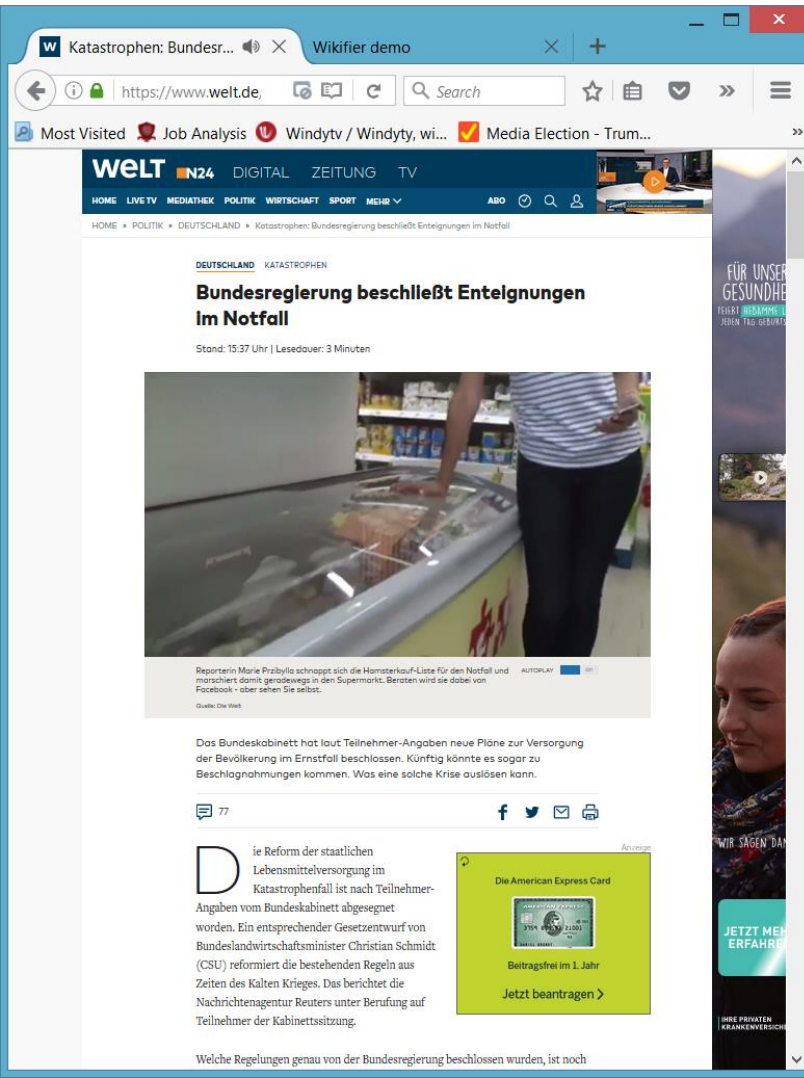 Katastrophen: Bundesr...
Wikifier demo
https://www.welt.de,
Search
Most Visited
Job Analysis
Windytv / Windyty, wi...
Media Election - Trum...
WELT N24 DIGITAL ZEITUNG TV
HOME LIVE TV MEDIATHEK POLITIK WIRTSCHAFT SPORT MEHR ABO
HOME POLITIK DEUTSCHLAND Katastrophen: Bundesregierung beschließt Enteignungen im Notfall
DEUTSCHLAND KATASTROPHEN
Bundesregierung beschließt Enteignungen
im Notfall
Stand: 15:37 Uhr | Lesedauer: 3 Minuten
Reporterin Marie Przibylla schnappt sich die Hamsterkauf-Liste für den Notfall und
marschiert damit geradewegs in den Supermarkt. Beraten wird sie dabei von
Facebook - aber sehen Sie selbst.
Quelle: Die Welt
AUTOPLAY
Das Bundeskabinett hat laut Teilnehmer-Angaben neue Pläne zur Versorgung
der Bevölkerung im Ernstfall beschlossen. Künftig könnte es sogar zu
Beschlagnahmungen kommen. Was eine solche Krise auslösen kann.
77
Die Reform der staatlichen
Lebensmittelversorgung im
Katastrophenfall ist nach Teilnehmer-
Angaben vom Bundeskabinett abgesegnet
worden. Ein entsprechender Gesetzentwurf von
Bundeslandwirtschaftsminister Christian Schmidt
(CSU) reformiert die bestehenden Regeln aus
Zeiten des Kalten Krieges. Das berichtet die
Nachrichtenagentur Reuters unter Berufung auf
Teilnehmer der Kabinettssitzung.
Welche Regelungen genau von der Bundesregierung beschlossen wurden, ist noch
Anzeige
Die American Express Card
AMERICAN EXPRESS
Beitragsfrei im 1. Jahr
Jetzt beantragen
FÜR UNSER
GESUNDHE
FEIERT HEBAMME L
JEDEN TAG GEBURTS
WIR SAGEN DAN
JETZT MEH
ERFAHRE
IHRE PRIVATEN
KRANKENVERSICHE